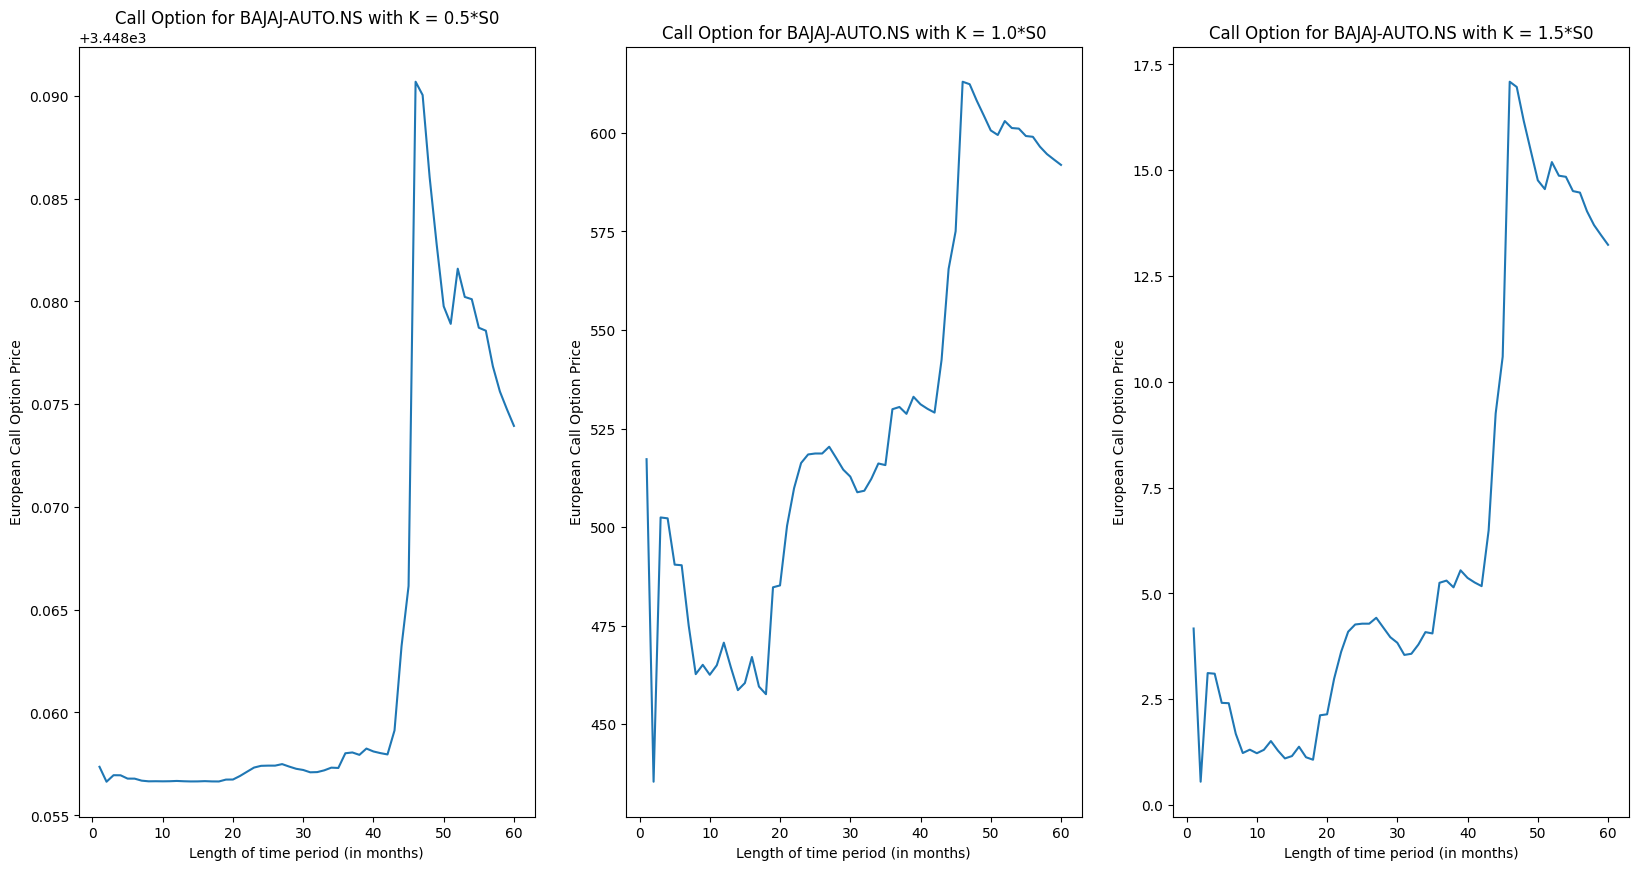 Call Option for BAJAJ-AUTO.NS with K = 0.5*S0
+3.448e3
0.090
0.085
0.080
0.075
0.070
0.065
0.060
0.055
European Call Option Price
0 10 20 30 40 50 60
Length of time period (in months)
Call Option for BAJAJ-AUTO.NS with K = 1.0*S0
600
575
550
525
500
475
450
European Call Option Price
0 10 20 30 40 50 60
Length of time period (in months)
Call Option for BAJAJ-AUTO.NS with K = 1.5*S0
17.5
15.0
12.5
10.0
7.5
5.0
2.5
0.0
European Call Option Price
0 10 20 30 40 50 60
Length of time period (in months)